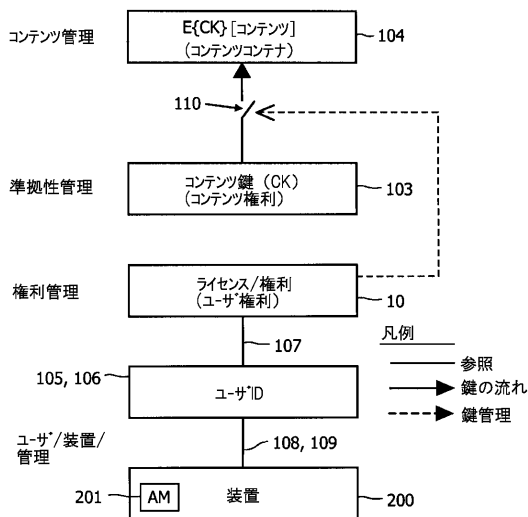 コンテンツ管理
E{CK}[コンテンツ]
(コンテンツコンテナ)
104
110
準拠性管理
コンテンツ鍵 (CK)
(コンテンツ権利)
103
権利管理
ライセンス/権利
(ユーザ権利)
10
107
凡例
参照
鍵の流れ
鍵管理
105, 106
ユーザID
ユーザ/装置/
管理
108, 109
201
AM
装置
200